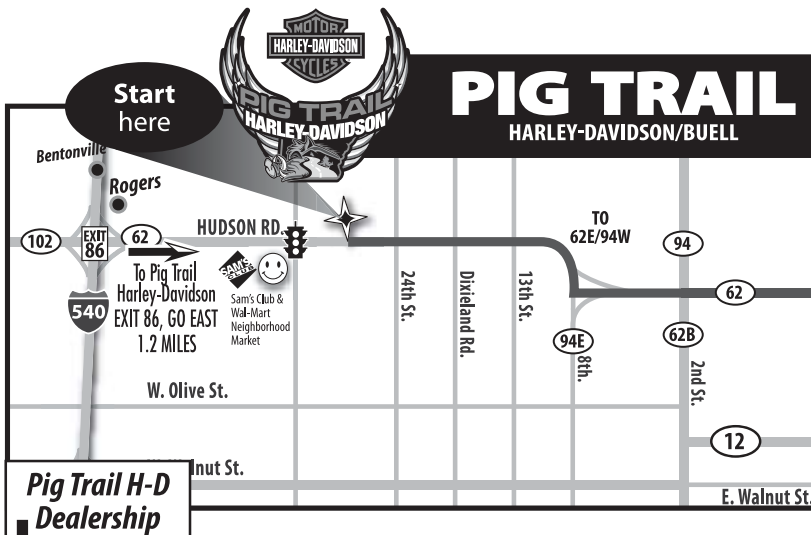 MOTOR
HARLEY-DAVIDSON
CYCLES
PIG TRAIL
HARLEY-DAVIDSON
PIG TRAIL
HARLEY-DAVIDSON/BUELL
Start
here
Bentonville
Rogers
102
EXIT
86
62
HUDSON RD.
TO
62E/94W
94
To Pig Trail
Harley-Davidson
EXIT 86, GO EAST
1.2 MILES
540
SAM'S
CLUB
Sam's Club &
Wal-Mart
Neighborhood
Market
24th St.
Dixieland Rd.
13th St.
94E
8th.
62
62B
2nd St.
W. Olive St.
12
lnut St.
E. Walnut St.
Pig Trail H-D
Dealership